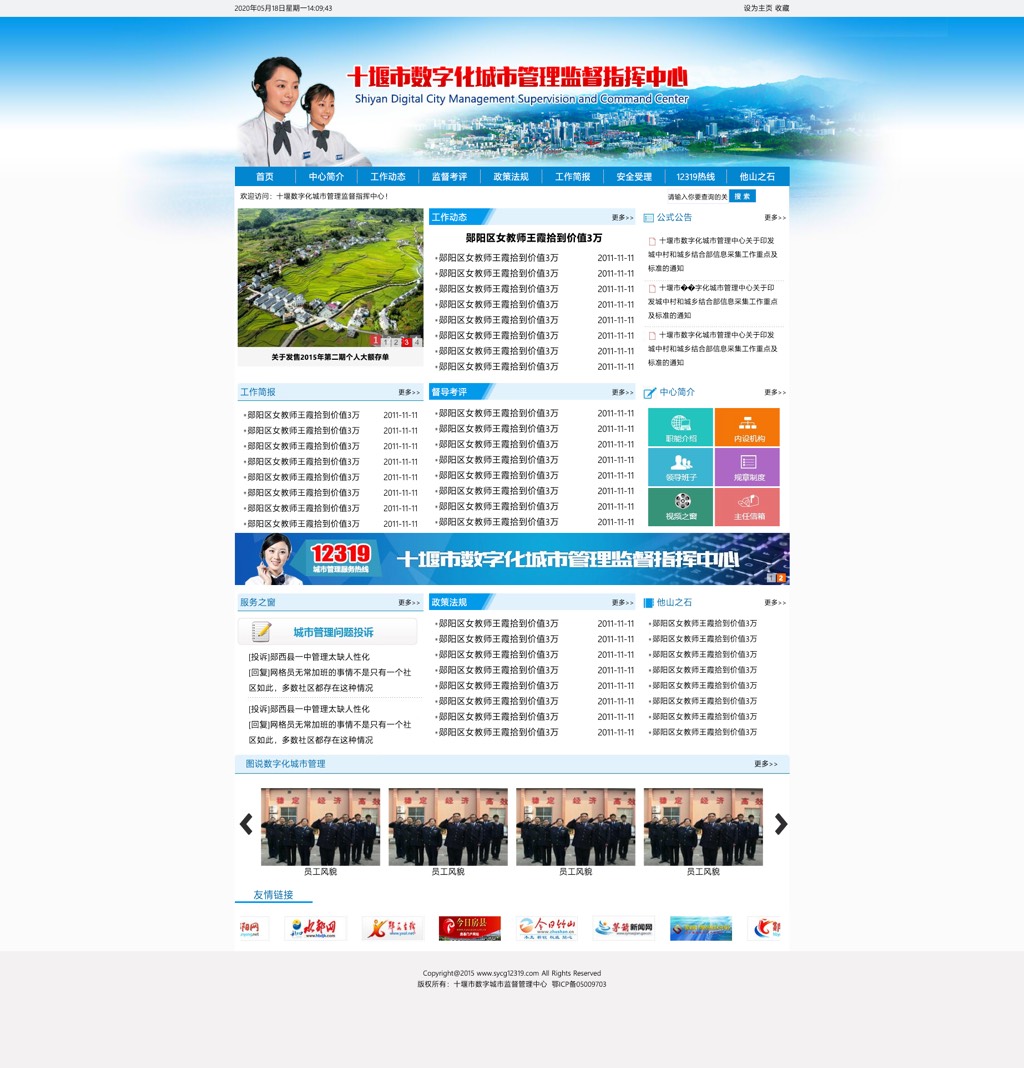 2020年05月18日星期一14:09;43
设为主页 收藏
十堰市数字化城市管理监督指挥中心
Shiyan Digital City Management Supervision and Command Center
首页 中心简介 工作动态 监督考评 政策法规 工作简报 安全受理 12319热线 他山之石
欢迎访问：十堰数字化城市管理监督指挥中心！
请输入你要查询的关 搜 索
1 1 2 3 4
关于发售2015年第二期个人大额存单
工作动态 更多>>
郧阳区女教师王霞拾到价值3万
郧阳区女教师王霞拾到价值3万 2011-11-11
郧阳区女教师王霞拾到价值3万 2011-11-11
郧阳区女教师王霞拾到价值3万 2011-11-11
郧阳区女教师王霞拾到价值3万 2011-11-11
郧阳区女教师王霞拾到价值3万 2011-11-11
郧阳区女教师王霞拾到价值3万 2011-11-11
郧阳区女教师王霞拾到价值3万 2011-11-11
郧阳区女教师王霞拾到价值3万 2011-11-11
公式公告 更多>>
十堰市数字化城市管理中心关于印发
城中村和城乡结合部信息采集工作重点及
标准的通知
十堰市��字化城市管理中心关于印
发城中村和城乡结合部信息采集工作重点
及标准的通知
十堰市数字化城市管理中心关于印发
城中村和城乡结合部信息采集工作重点及
标准的通知
工作简报 更多>>
郧阳区女教师王霞拾到价值3万 2011-11-11
郧阳区女教师王霞拾到价值3万 2011-11-11
郧阳区女教师王霞拾到价值3万 2011-11-11
郧阳区女教师王霞拾到价值3万 2011-11-11
郧阳区女教师王霞拾到价值3万 2011-11-11
郧阳区女教师王霞拾到价值3万 2011-11-11
郧阳区女教师王霞拾到价值3万 2011-11-11
郧阳区女教师王霞拾到价值3万 2011-11-11
督导考评 更多>>
郧阳区女教师王霞拾到价值3万 2011-11-11
郧阳区女教师王霞拾到价值3万 2011-11-11
郧阳区女教师王霞拾到价值3万 2011-11-11
郧阳区女教师王霞拾到价值3万 2011-11-11
郧阳区女教师王霞拾到价值3万 2011-11-11
郧阳区女教师王霞拾到价值3万 2011-11-11
郧阳区女教师王霞拾到价值3万 2011-11-11
郧阳区女教师王霞拾到价值3万 2011-11-11
中心简介 更多>>
职能介绍 内设机构
领导班子 规章制度
视频之窗 主任信箱
12319
城市管理服务热线
十堰市数字化城市管理监督指挥中心
1 2
服务之窗 更多>>
城市管理问题投诉
[投诉]郧西县一中管理太缺人性化
[回复]网格员无常加班的事情不是只有一个社
区如此，多数社区都存在这种情况
[投诉]郧西县一中管理太缺人性化
[回复]网格员无常加班的事情不是只有一个社
区如此，多数社区都存在这种情况
政策法规 更多>>
郧阳区女教师王霞拾到价值3万 2011-11-11
郧阳区女教师王霞拾到价值3万 2011-11-11
郧阳区女教师王霞拾到价值3万 2011-11-11
郧阳区女教师王霞拾到价值3万 2011-11-11
郧阳区女教师王霞拾到价值3万 2011-11-11
郧阳区女教师王霞拾到价值3万 2011-11-11
郧阳区女教师王霞拾到价值3万 2011-11-11
郧阳区女教师王霞拾到价值3万 2011-11-11
他山之石 更多>>
郧阳区女教师王霞拾到价值3万
郧阳区女教师王霞拾到价值3万
郧阳区女教师王霞拾到价值3万
郧阳区女教师王霞拾到价值3万
郧阳区女教师王霞拾到价值3万
郧阳区女教师王霞拾到价值3万
郧阳区女教师王霞拾到价值3万
郧阳区女教师王霞拾到价值3万
图说数字化城市管理 更多>>
稳 定 经 济 高 效
稳 定 经 济 高 效
稳 定 经 济 高 效
稳 定 经 济 高 效
员工风貌 员工风貌 员工风貌 员工风貌
友情链接
阳网 水都网 今日房县 今日竹山 茅箭新闻网
Copyright@2015 www.sycg12319.com All Rights Reserved
版权所有：十堰市数字城市监督管理中心 鄂ICP备05009703